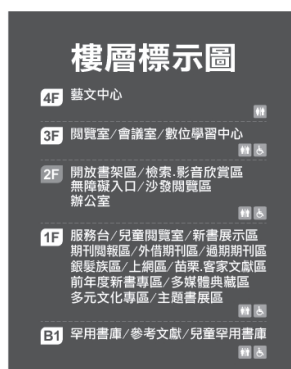 樓層標示圖
4F 藝文中心
3F 閱覽室/會議室/數位學習中心
2F 開放書架區/檢索.影音欣賞區
無障礙入口/沙發閱覽區
辦公室
1F 服務台/兒童閱覽室/新書展示區
期刊閱報區/外借期刊區/過期期刊區
銀髮族區/上網區/苗栗.客家文獻區
前年度新書專區/多媒體典藏區
多元文化專區/主題書展區
B1 罕用書庫/參考文獻/兒童罕用書庫